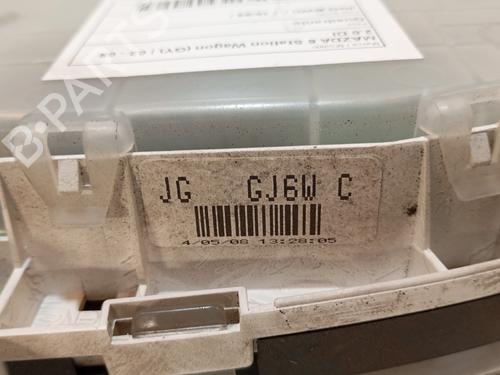 MAZDA 6 Station Wagon (GY) | 02 - 08
2.0 DI
B-PARTS
JG GJ6W C
4/05/08 13:28:05